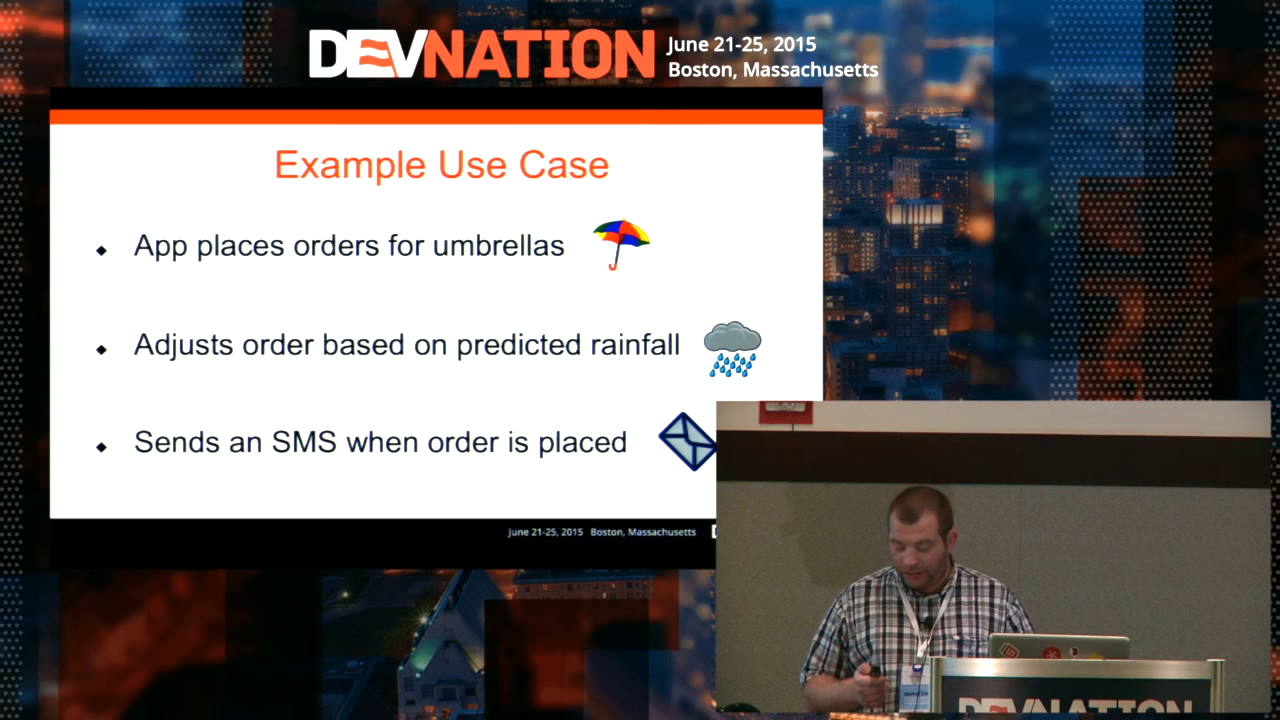 DEVNATION
June 21-25, 2015
Boston, Massachusetts
Example Use Case
App places orders for umbrellas
Adjusts order based on predicted rainfall
Sends an SMS when order is placed
June 21-25, 2015 Boston, Massachusetts
DEVNATION